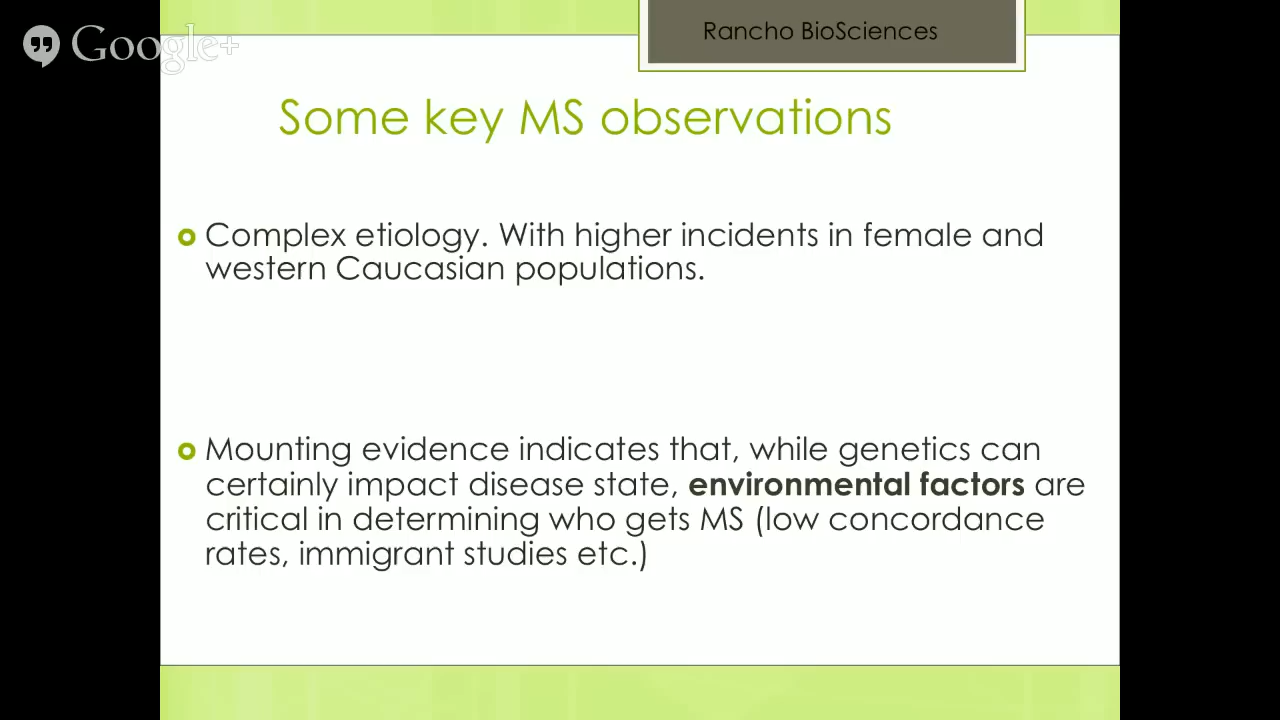 Google+
Rancho BioSciences
Some key MS observations
Complex etiology. With higher incidents in female and
western Caucasian populations.
Mounting evidence indicates that, while genetics can
certainly impact disease state, environmental factors are
critical in determining who gets MS (low concordance
rates, immigrant studies etc.)